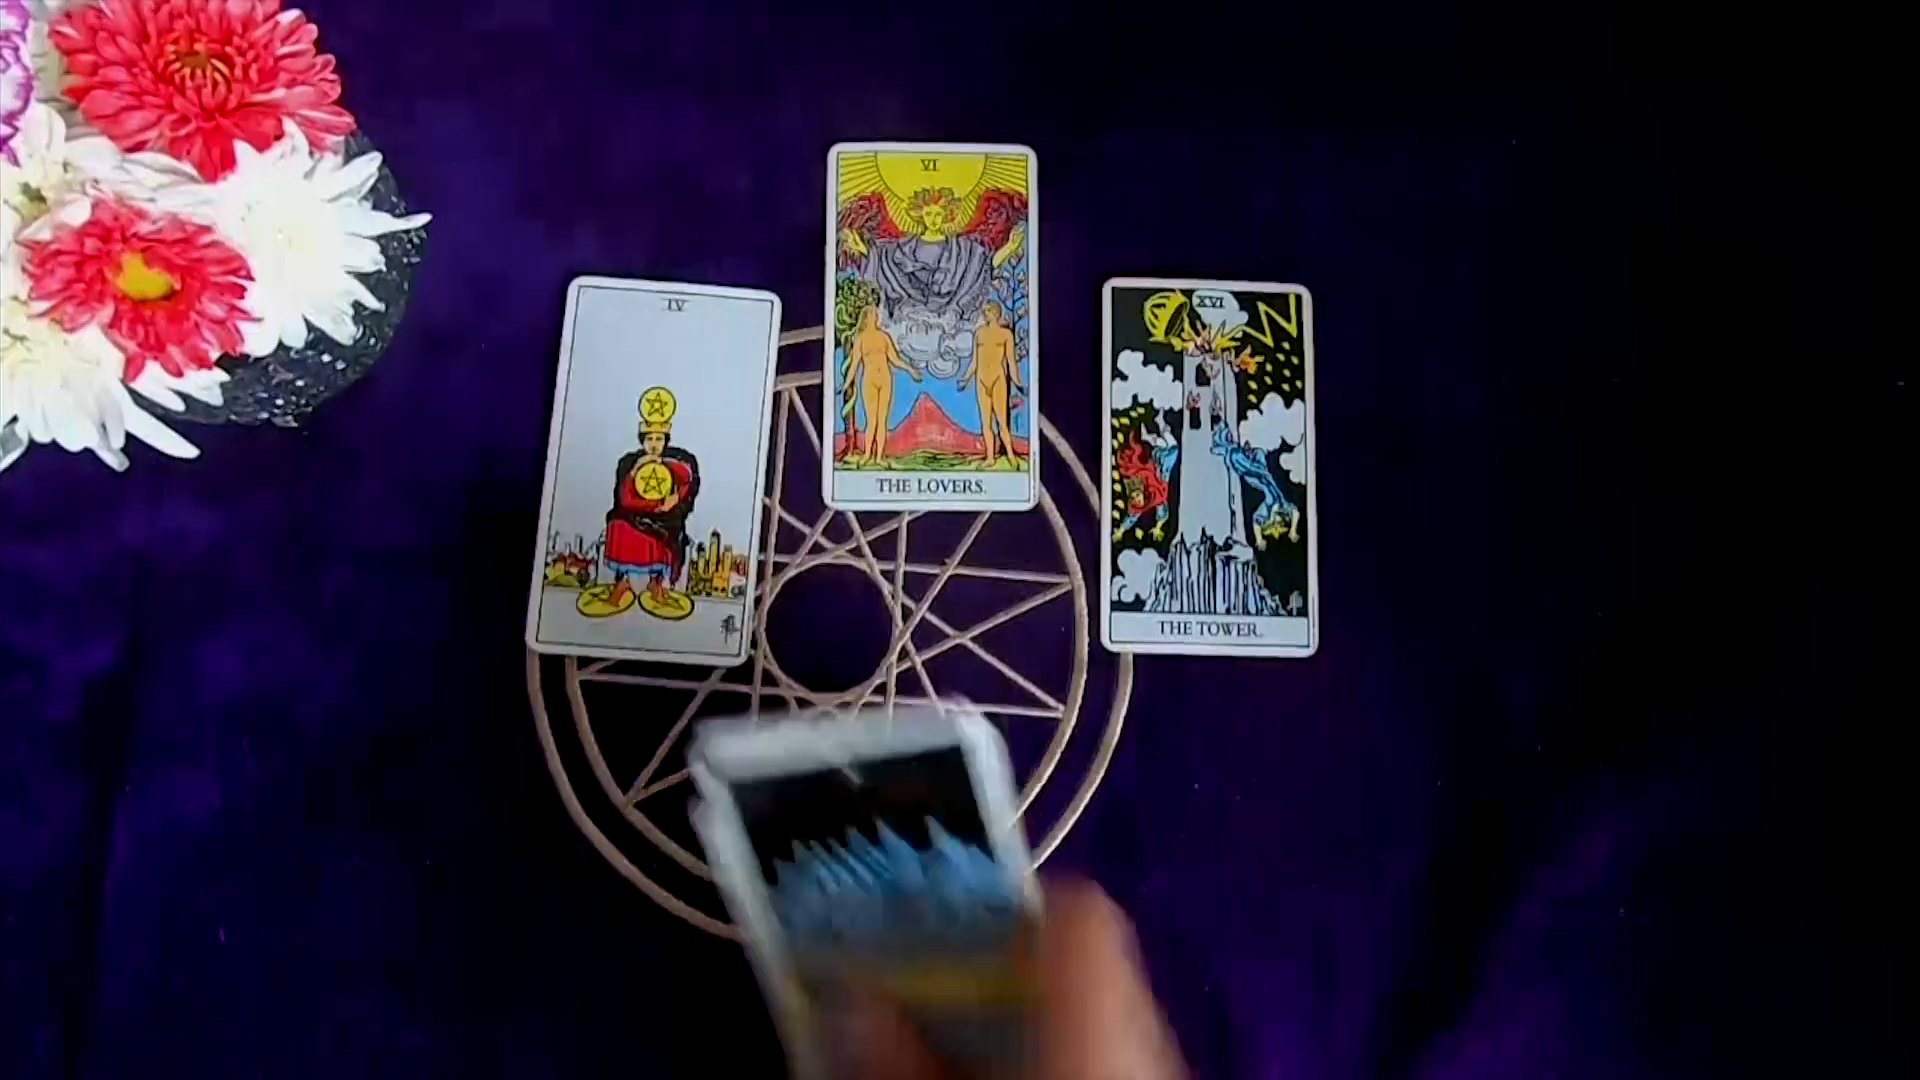 IV
VI
THE LOVERS.
XVI
THE TOWER.